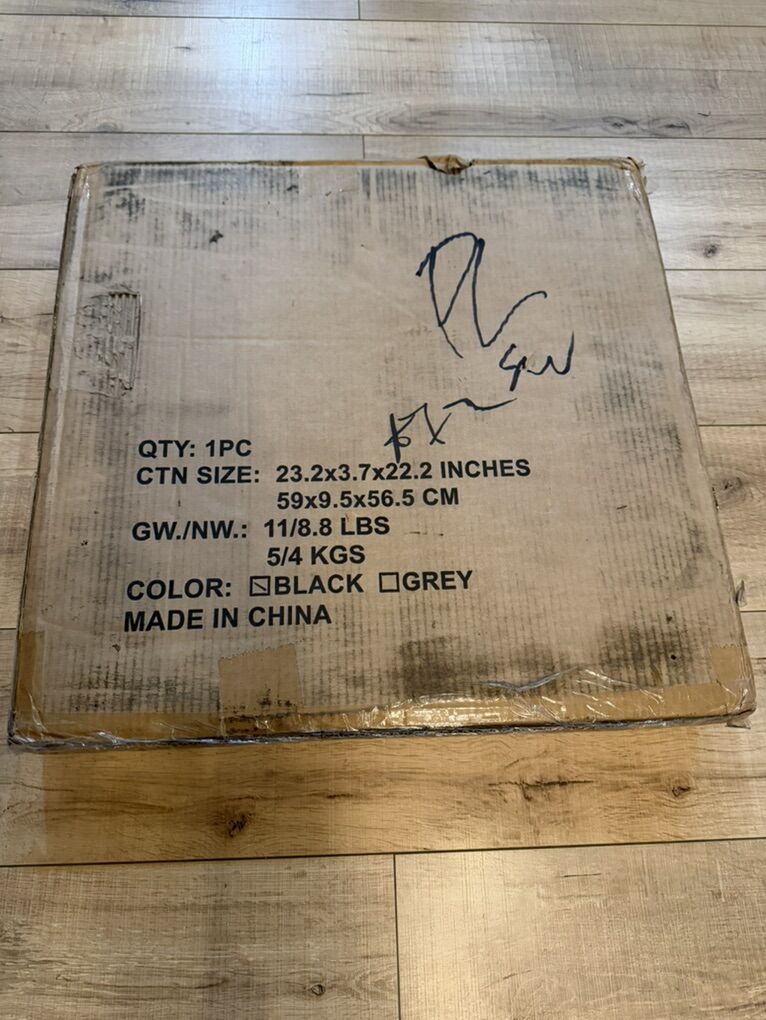 QTY: 1PC
CTN SIZE: 23.2x3.7x22.2 INCHES
59x9.5x56.5 CM
GW./NW.: 11/8.8 LBS
5/4 KGS
COLOR: ☒BLACK ☐GREY
MADE IN CHINA